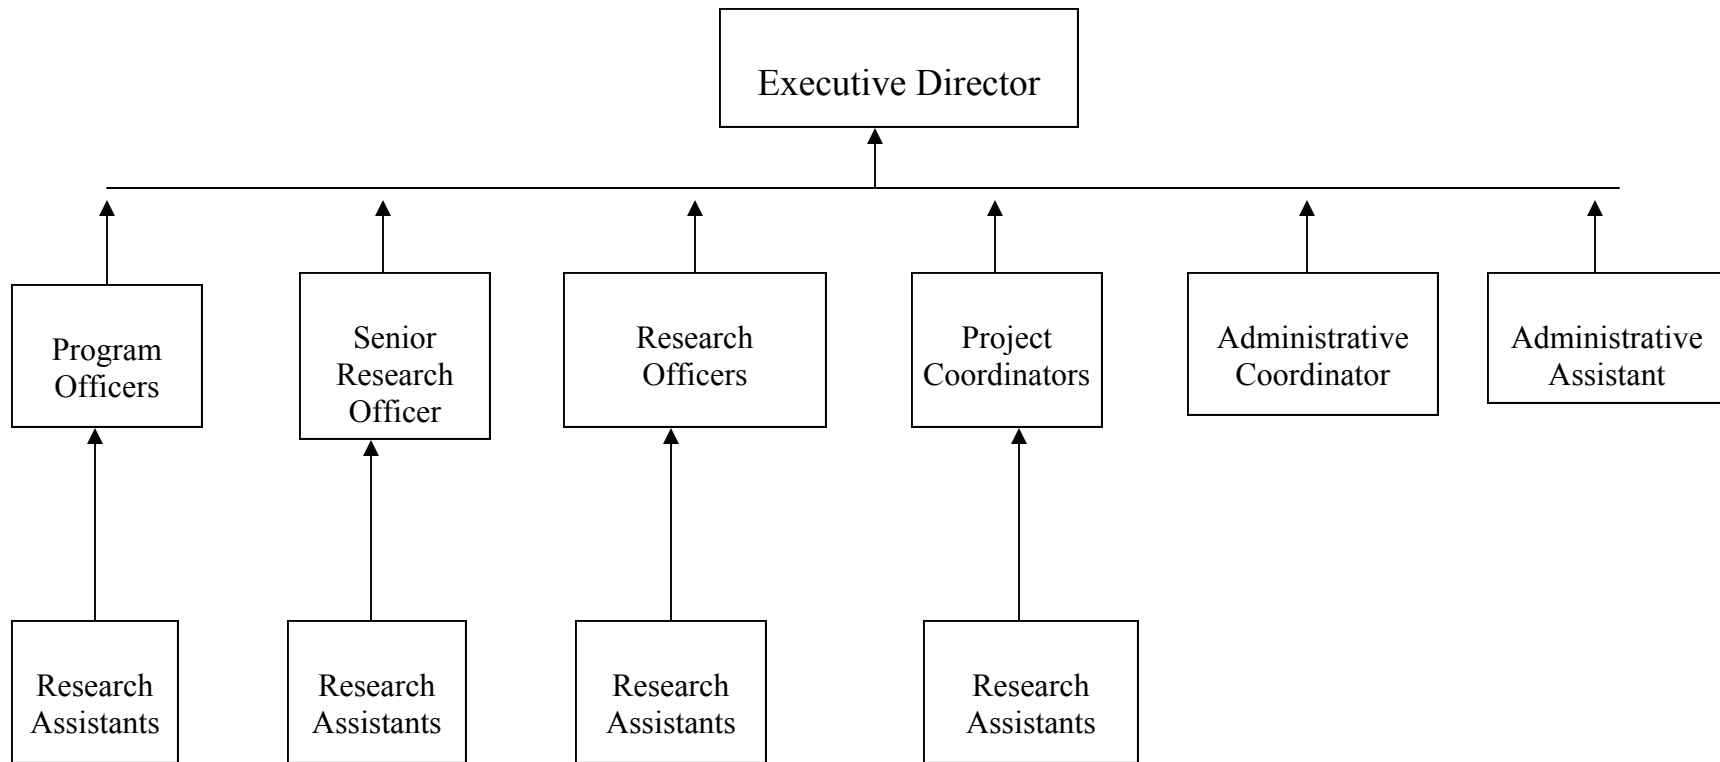 Executive Director
Program
Officers
Senior
Research
Officer
Research
Officers
Project
Coordinators
Administrative
Coordinator
Administrative
Assistant
Research
Assistants
Research
Assistants
Research
Assistants
Research
Assistants